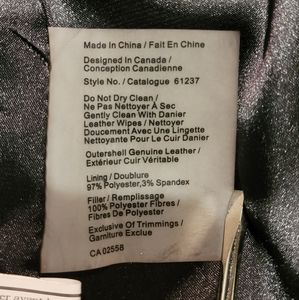 Made In China / Fait En Chine
Designed In Canada /
Conception Canadienne
Style No. / Catalogue 61237
Do Not Dry Clean /
Ne Pas Nettoyer À Sec
Gently Clean With Danier
Leather Wipes / Nettoyer
Doucement Avec Une Lingette
Nettoyante Pour Le Cuir Danier
Outershell Genuine Leather /
Extérieur Cuir Véritable
Lining / Doublure
97% Polyester,3% Spandex
Filler / Remplissage
100% Polyester Fibres /
Fibres De Polyester
Exclusive Of Trimmings /
Garniture Exclue
CA 02556